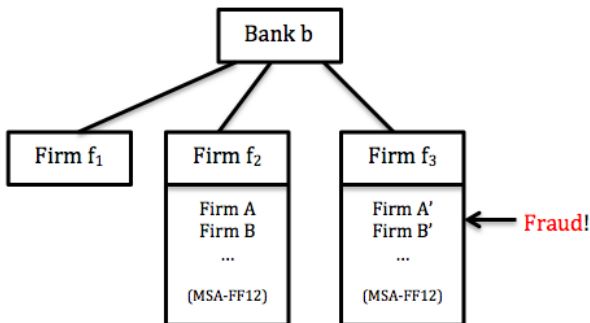 Bank b
Firm f₁
Firm f₂
Firm f₃
Firm A
Firm B
...
(MSA-FF12)
Firm A'
Firm B'
...
(MSA-FF12)
Fraud!